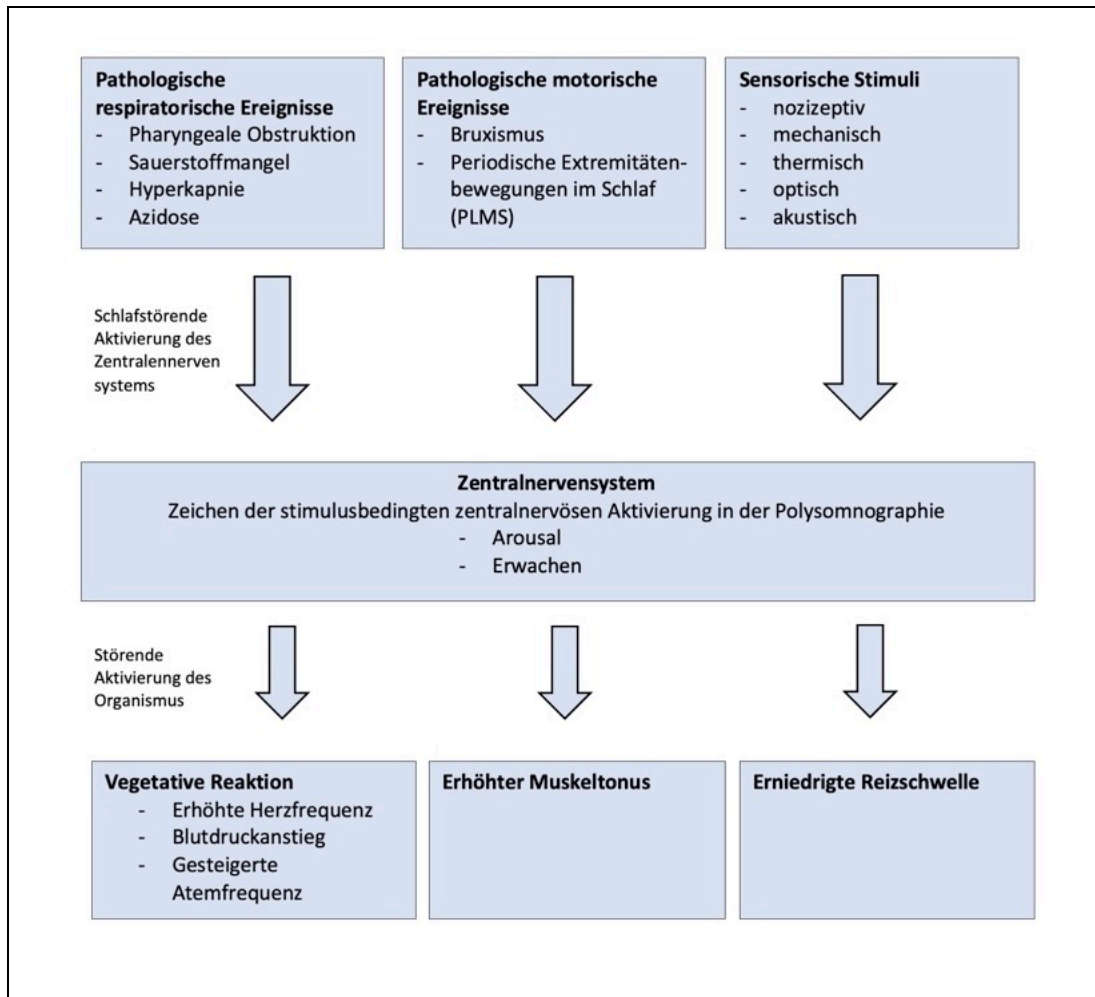 Pathologische
respiratorische Ereignisse
- Pharyngeale Obstruktion
- Sauerstoffmangel
- Hyperkapnie
- Azidose
Pathologische motorische
Ereignisse
- Bruxismus
- Periodische Extremitäten-
bewegungen im Schlaf
(PLMS)
Sensorische Stimuli
- nozizeptiv
- mechanisch
- thermisch
- optisch
- akustisch
Schlafstörende
Aktivierung des
Zentralennerven
systems
Zentralnervensystem
Zeichen der stimulusbedingten zentralnervösen Aktivierung in der Polysomnographie
- Arousal
- Erwachen
Störende
Aktivierung des
Organismus
Vegetative Reaktion
- Erhöhte Herzfrequenz
- Blutdruckanstieg
- Gesteigerte
Atemfrequenz
Erhöhter Muskeltonus
Erniedrigte Reizschwelle